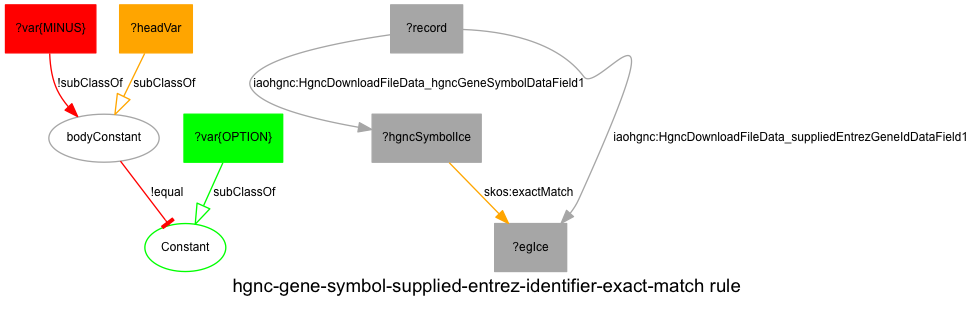 ?var{MINUS}
?headVar
?record
!subClassOf
subClassOf
iaohgnc:HgncDownloadFileData_hgncGeneSymbolDataField1
bodyConstant
?var{OPTION}
?hgncSymbolIce
iaohgnc:HgncDownloadFileData_suppliedEntrezGeneIdDataField1
!equal
subClassOf
skos:exactMatch
Constant
?egIce
hgnc-gene-symbol-supplied-entrez-identifier-exact-match rule